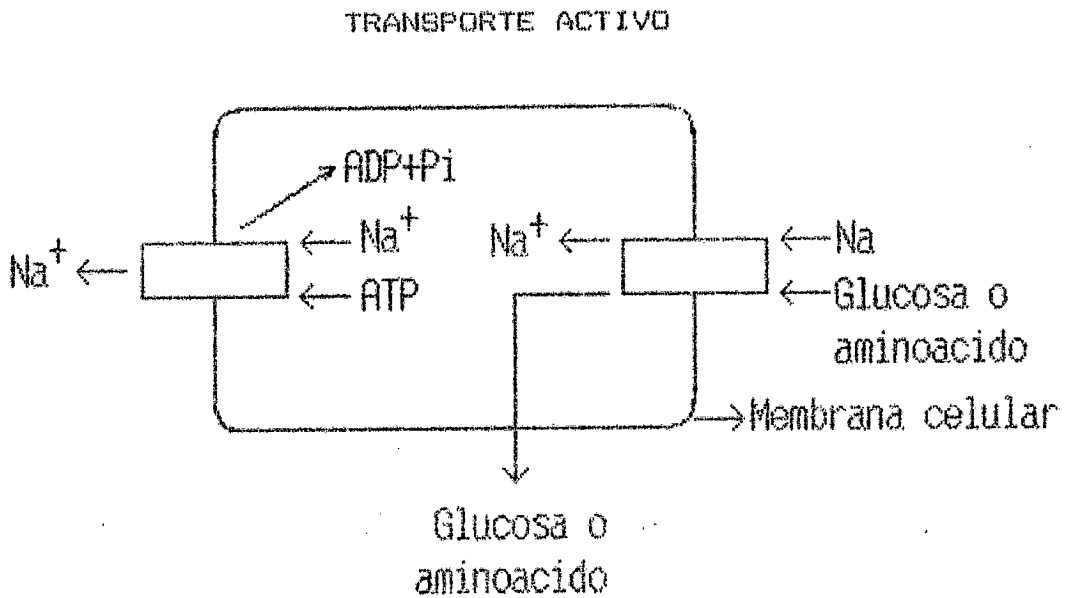 TRANSPORTE ACTIVO
ADP+Pi
Na⁺
Na⁺
ATP
Na⁺
Na
Glucosa o
aminoacido
Membrana celular
Glucosa o
aminoacido